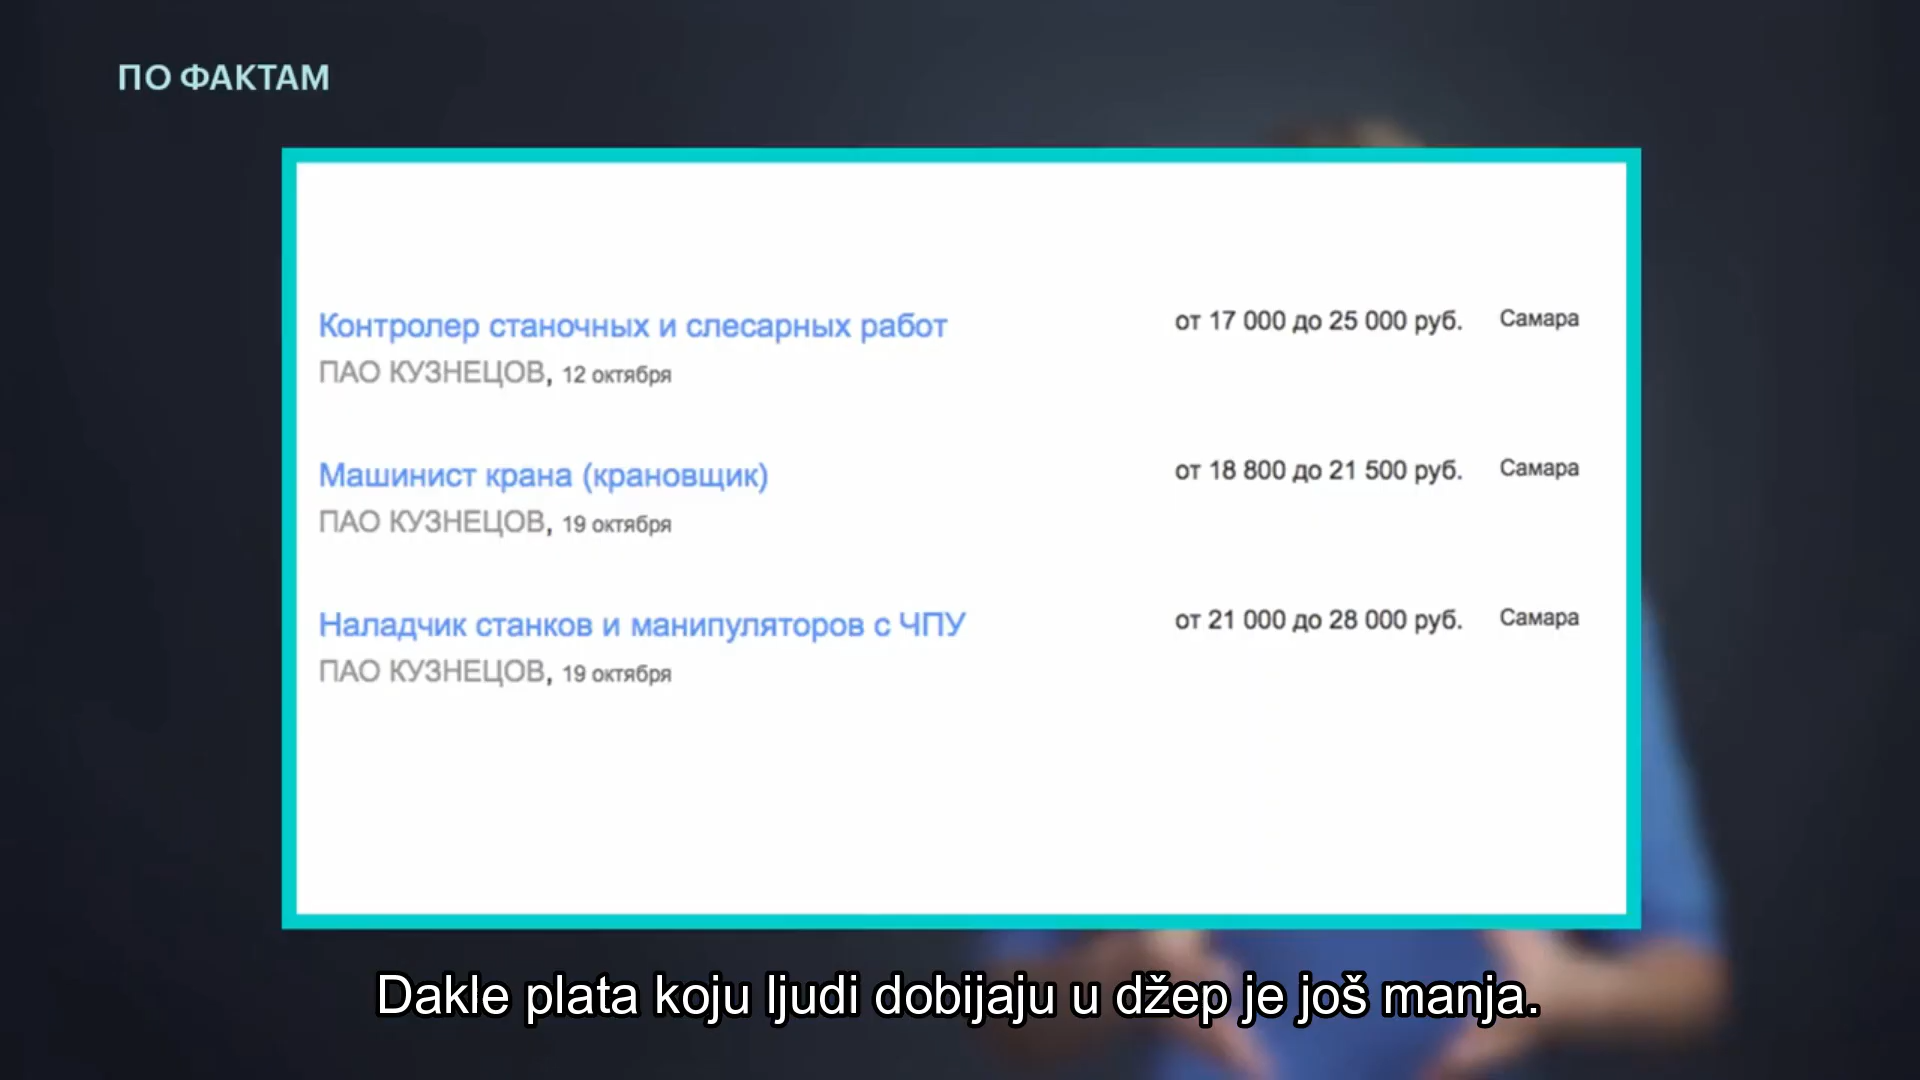 ПО ФАКТАМ
Контролер станочных и слесарных работ от 17 000 до 25 000 руб. Самара
ПАО КУЗНЕЦОВ, 12 октября
Машинист крана (крановщик) от 18 800 до 21 500 руб. Самара
ПАО КУЗНЕЦОВ, 19 октября
Наладчик станков и манипуляторов с ЧПУ от 21 000 до 28 000 руб. Самара
ПАО КУЗНЕЦОВ, 19 октября
Dakle plata koju ljudi dobijaju u džep je još manja.